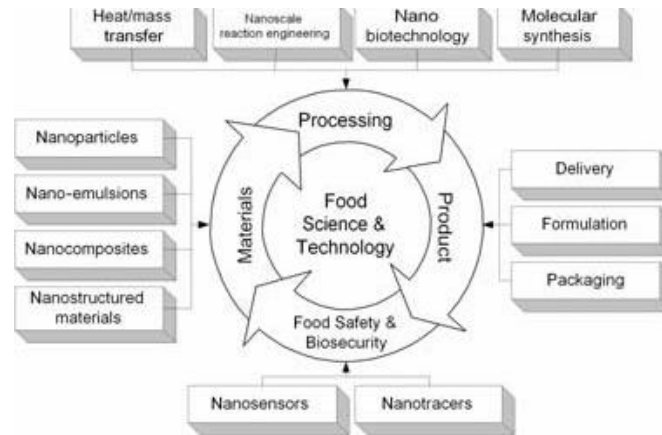 Heat/mass
transfer
Nanoscale
reaction engineering
Nano
biotechnology
Molecular
synthesis
Processing
Nanoparticles
Nano-emulsions
Nanocomposites
Nanostructured
materials
Materials
Food
Science &
Technology
Product
Delivery
Formulation
Packaging
Food Safety &
Biosecurity
Nanosensors
Nanotracers